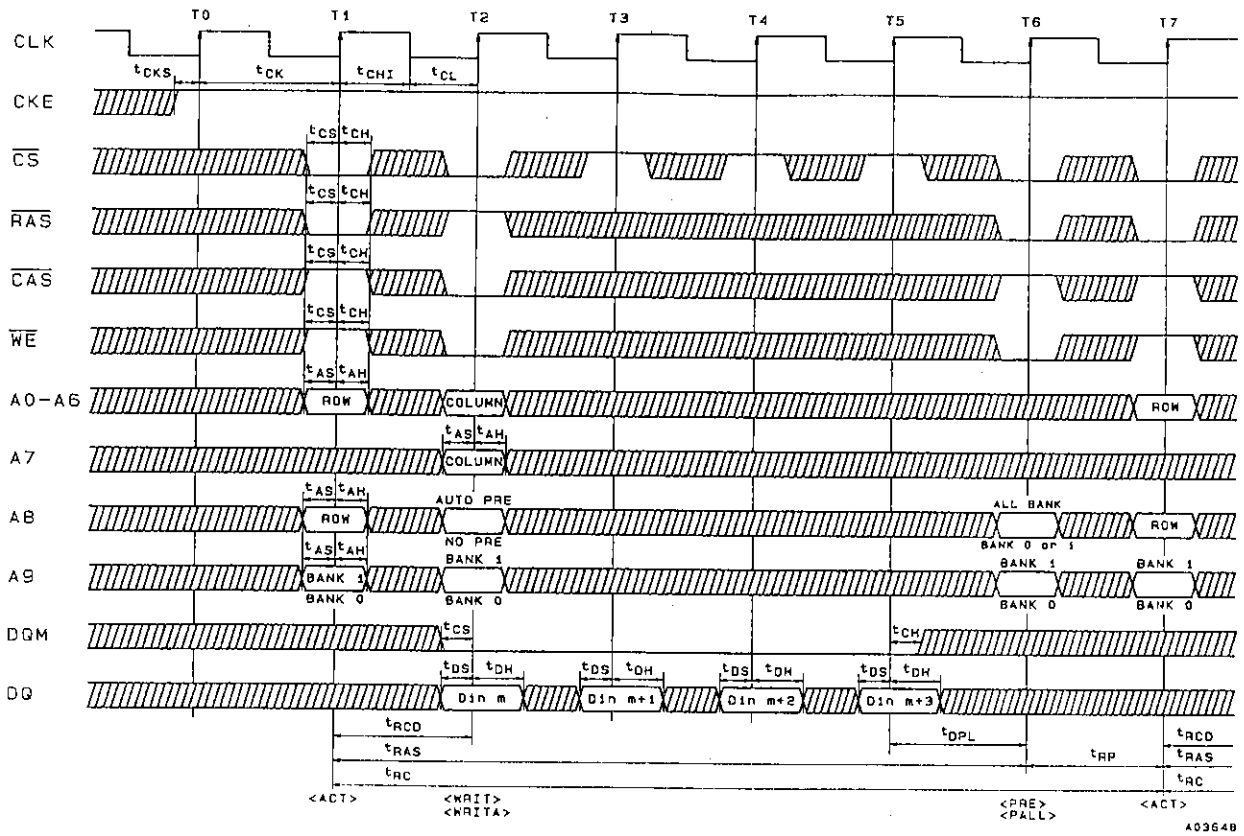 T0 T1 T2 T3 T4 T5 T6 T7
CLK
tCKS tCK tCHI tCL
CKE
tCS tCH
CS
tCS tCH
RAS
tCS tCH
CAS
tCS tCH
WE
tAS tAH
A0-A6 ROW COLUMN ROW
tAS tAH
A7 COLUMN
tAS tAH AUTO PRE ALL BANK
A8 ROW ROW
NO PRE BANK 0 or 1
tAS tAH BANK 1 BANK 1 BANK 1
A9 BANK 1
BANK 0 BANK 0 BANK 0 BANK 0
DQM tCS tCH
tDS tDH tDS tDH tDS tDH tDS tDH
DQ Din m Din m+1 Din m+2 Din m+3
tRCD tDPL tRCD
tRAS tRP tRAS
tRC tRC
<ACT> <WRIT> <PRE> <ACT>
<WRITA> <PALL>
A03648